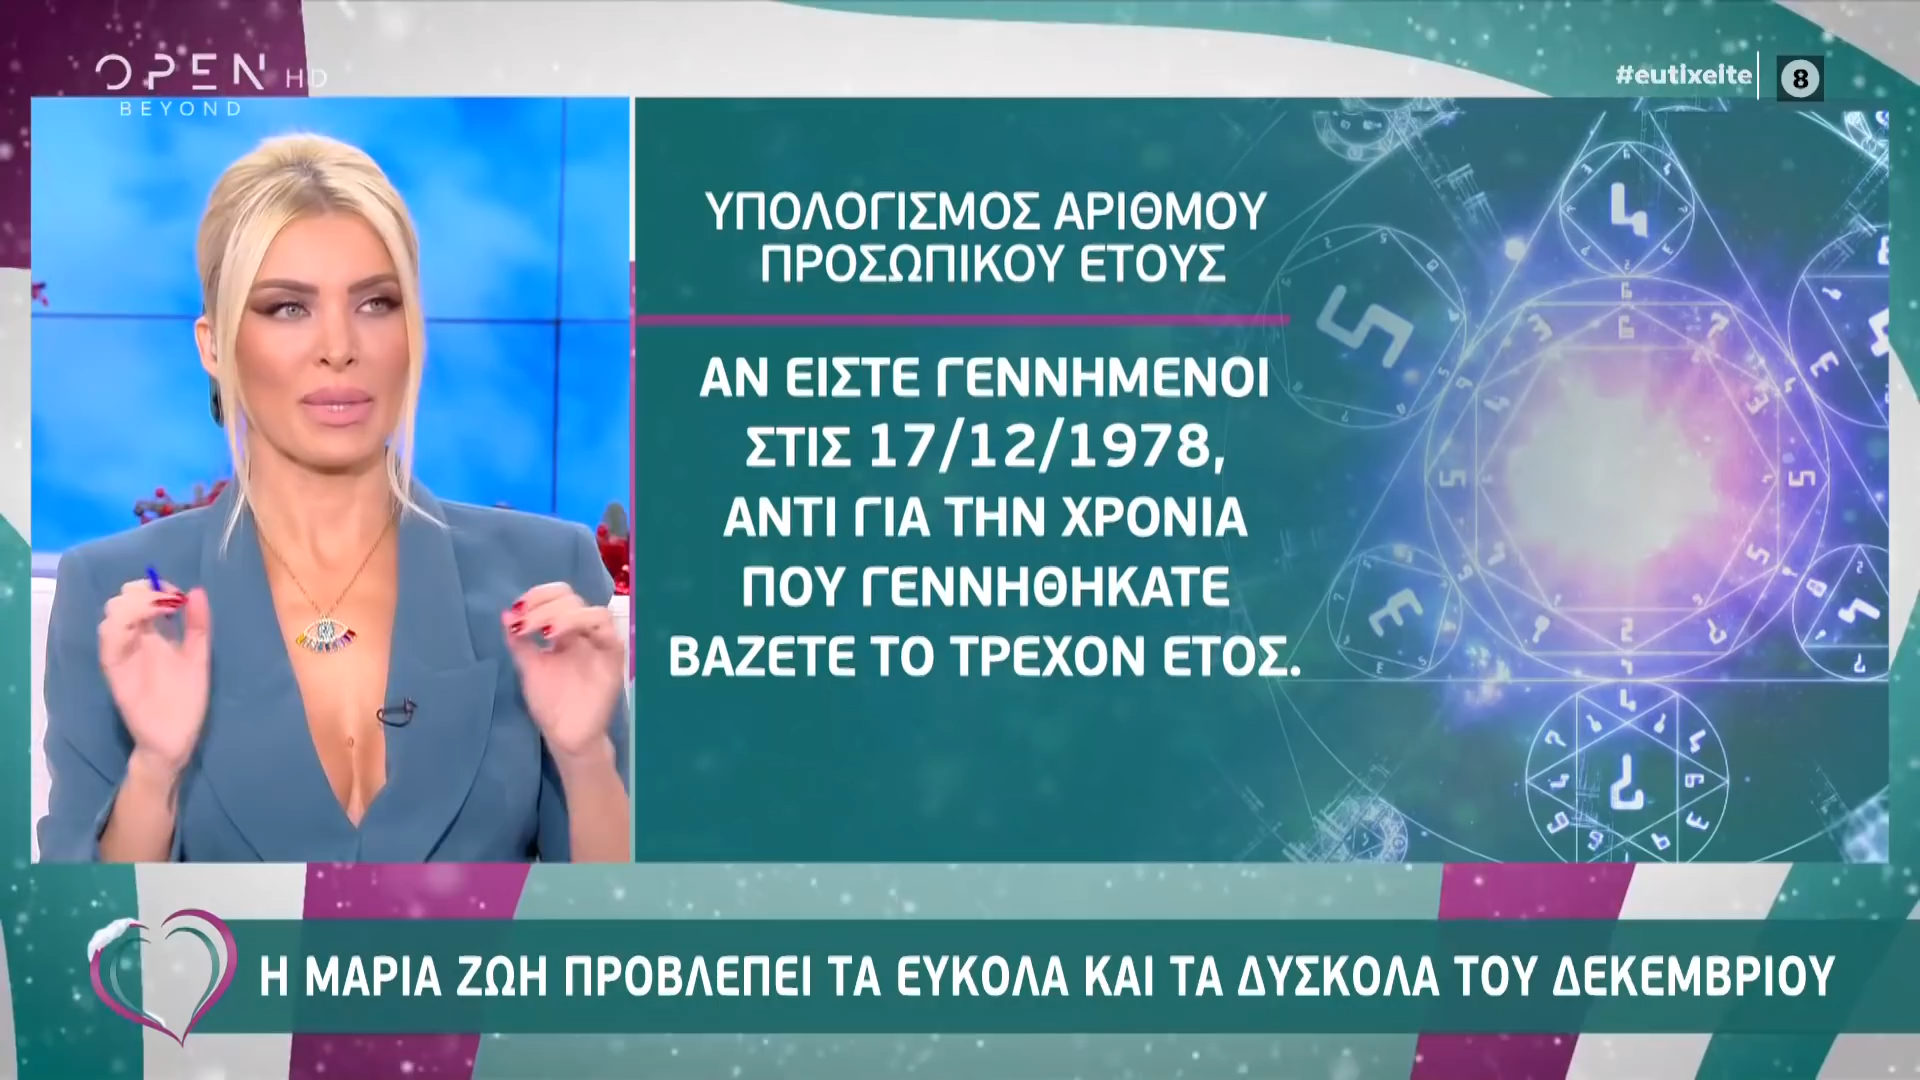 OPEN HD
BEYOND
#eutixeite
8
ΥΠΟΛΟΓΙΣΜΟΣ ΑΡΙΘΜΟΥ
ΠΡΟΣΩΠΙΚΟΥ ΕΤΟΥΣ
ΑΝ ΕΙΣΤΕ ΓΕΝΝΗΜΕΝΟΙ
ΣΤΙΣ 17/12/1978,
ΑΝΤΙ ΓΙΑ ΤΗΝ ΧΡΟΝΙΑ
ΠΟΥ ΓΕΝΝΗΘΗΚΑΤΕ
ΒΑΖΕΤΕ ΤΟ ΤΡΕΧΟΝ ΕΤΟΣ.
Η ΜΑΡΙΑ ΖΩΗ ΠΡΟΒΛΕΠΕΙ ΤΑ ΕΥΚΟΛΑ ΚΑΙ ΤΑ ΔΥΣΚΟΛΑ ΤΟΥ ΔΕΚΕΜΒΡΙΟΥ